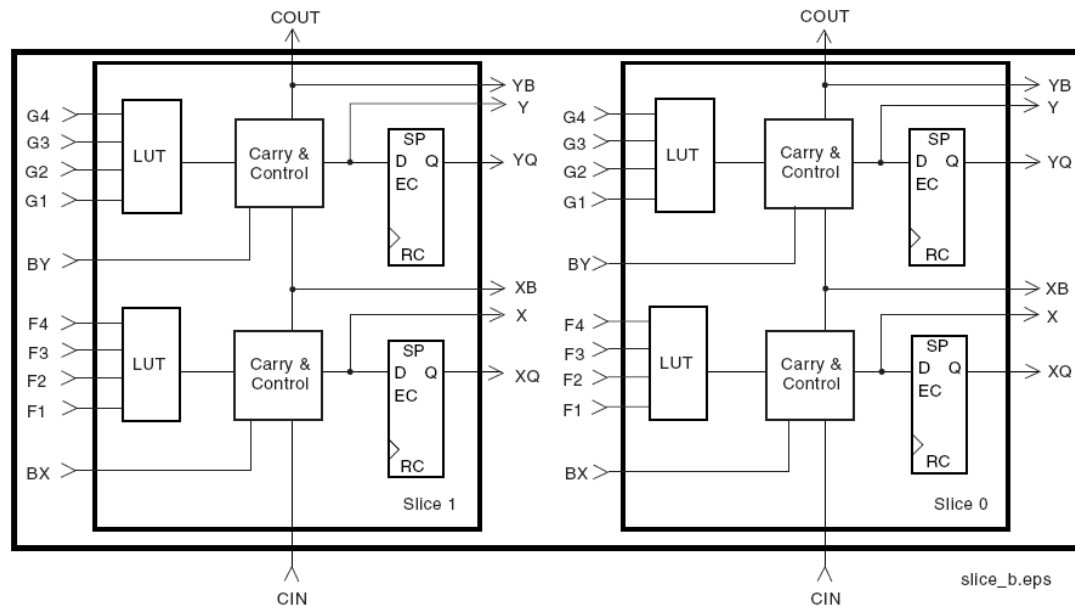 COUT COUT
YB YB
Y Y
G4 G4
SP SP
G3 LUT Carry & Control D Q YQ G3 LUT Carry & Control D Q YQ
G2 EC G2 EC
G1 G1
RC RC
BY BY
XB XB
F4 X F4 X
SP SP
F3 LUT Carry & Control D Q XQ F3 LUT Carry & Control D Q XQ
F2 EC F2 EC
F1 F1
RC RC
BX BX
Slice 1 Slice 0
slice_b.eps
CIN CIN